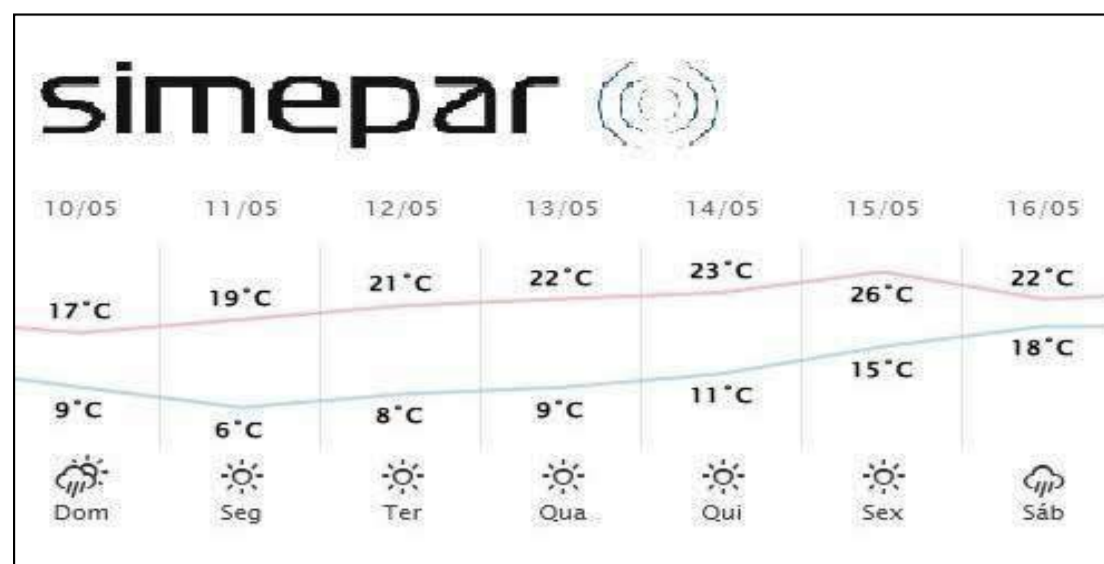 simepar
10/05 11/05 12/05 13/05 14/05 15/05 16/05
17°C 19°C 21°C 22°C 23°C 26°C 22°C
9°C 6°C 8°C 9°C 11°C 15°C 18°C
Dom Seg Ter Qua Qui Sex Sáb